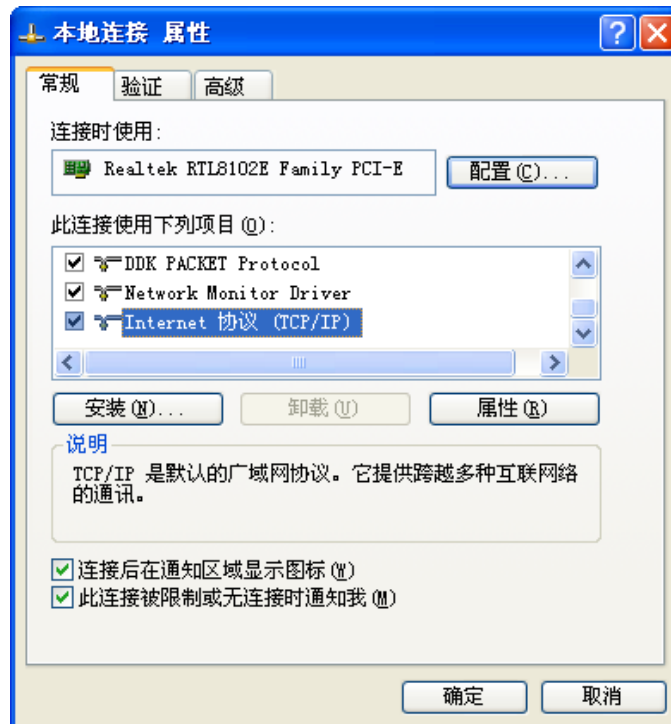 本地连接 属性
常规 验证 高级
连接时使用:
Realtek RTL8102E Family PCI-E 配置(C)...
此连接使用下列项目(O):
DDK PACKET Protocol
Network Monitor Driver
Internet 协议 (TCP/IP)
安装(N)... 卸载(U) 属性(R)
说明
TCP/IP 是默认的广域网协议。它提供跨越多种互联网络
的通讯。
连接后在通知区域显示图标(W)
此连接被限制或无连接时通知我(M)
确定 取消